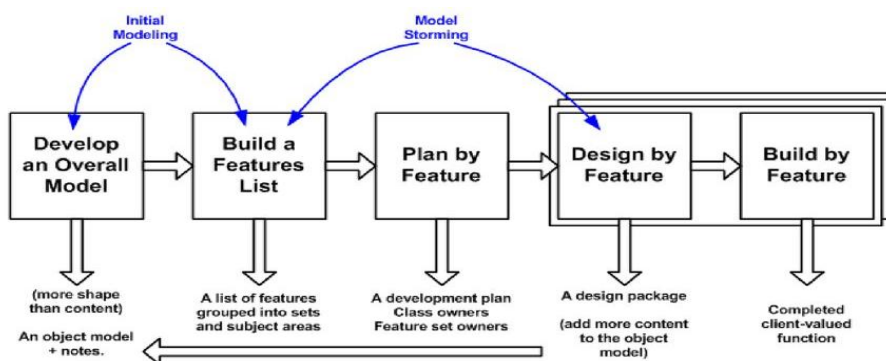 Initial
Modeling
Model
Storming
Develop
an Overall
Model
Build a
Features
List
Plan by
Feature
Design by
Feature
Build by
Feature
(more shape
than content)
An object model
+ notes.
A list of features
grouped into sets
and subject areas
A development plan
Class owners
Feature set owners
A design package
(add more content
to the object
model)
Completed
client-valued
function